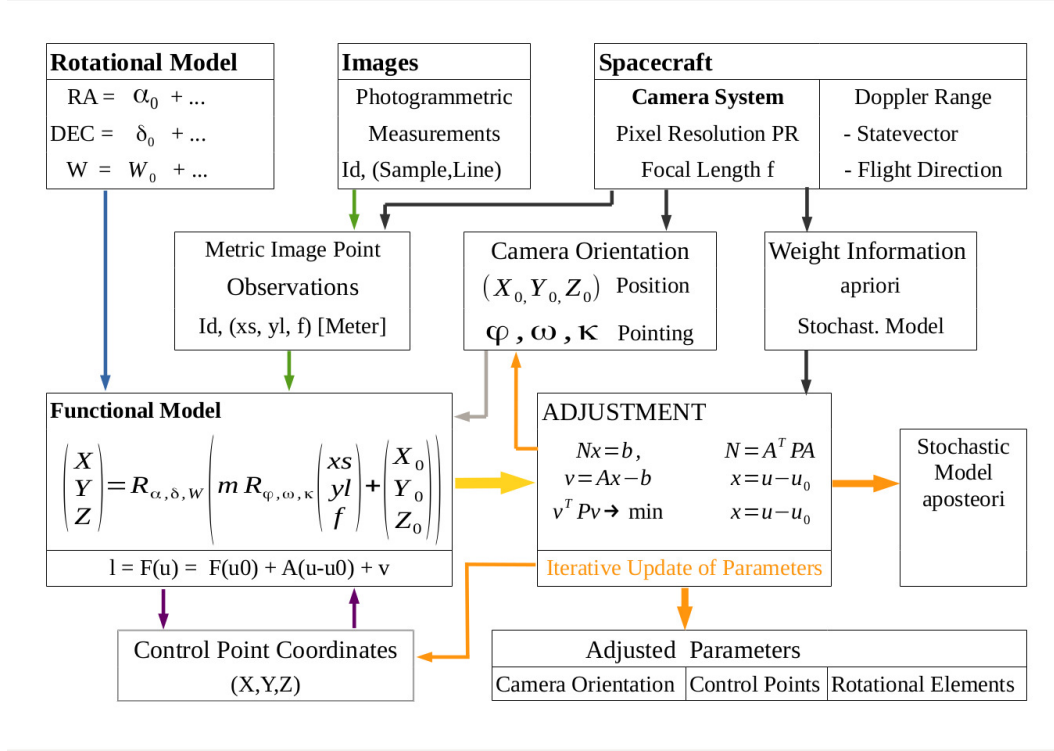 Rotational Model
RA = α₀ + ...
DEC = δ₀ + ...
W = W₀ + ...
Images
Photogrammetric
Measurements
Id, (Sample,Line)
Spacecraft
Camera System
Pixel Resolution PR
Focal Length f
Doppler Range
- Statevector
- Flight Direction
Metric Image Point
Observations
Id, (xs, yl, f) [Meter]
Camera Orientation
(X₀, Y₀, Z₀) Position
φ , ω , κ Pointing
Weight Information
apriori
Stochast. Model
Functional Model
(X Y Z) = R α,δ,W (m R φ,ω,κ (xs yl f) + (X₀ Y₀ Z₀))
l = F(u) = F(u0) + A(u-u0) + v
ADJUSTMENT
Nx=b , N=Aᵀ PA
v=Ax−b x=u−u₀
vᵀ Pv→ min x=u−u₀
Iterative Update of Parameters
Stochastic
Model
aposteori
Control Point Coordinates
(X,Y,Z)
Adjusted Parameters
Camera Orientation
Control Points
Rotational Elements